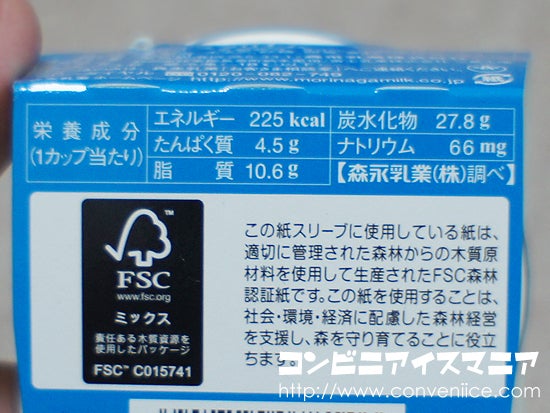 0120-082-749
http://www.morinagamilk.co.jp
栄養成分
(1カップ当たり)
エネルギー 225 kcal
炭水化物 27.8 g
たんぱく質 4.5 g
ナトリウム 66 mg
脂 質 10.6 g
【森永乳業(株)調べ】
™
FSC
www.fsc.org
ミックス
責任ある木質資源を
使用したパッケージ
FSC™ C015741
この紙スリーブに使用している紙は、
適切に管理された森林からの木質原
材料を使用して生産されたFSC森林
認証紙です。この紙を使用することは、
社会・環境・経済に配慮した森林経営
を支援し、森を守り育てることに役立
ちます。
コンビニアイスマニア
http://www.conveniice.com